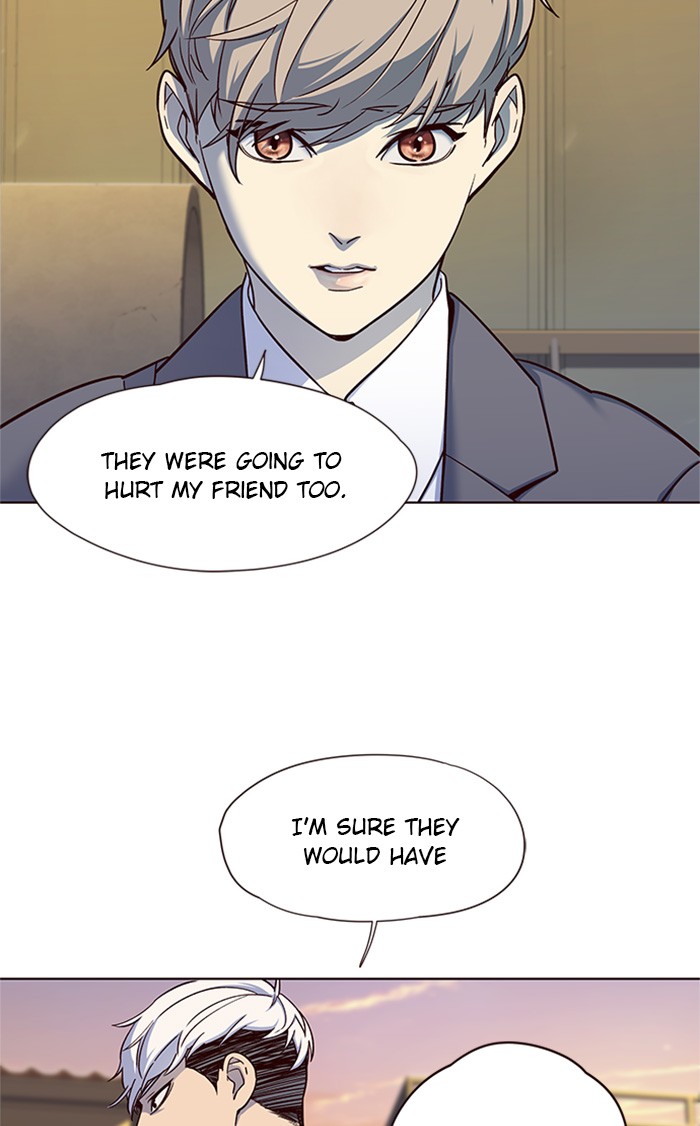 THEY WERE GOING TO
HURT MY FRIEND TOO.
I'M SURE THEY
WOULD HAVE